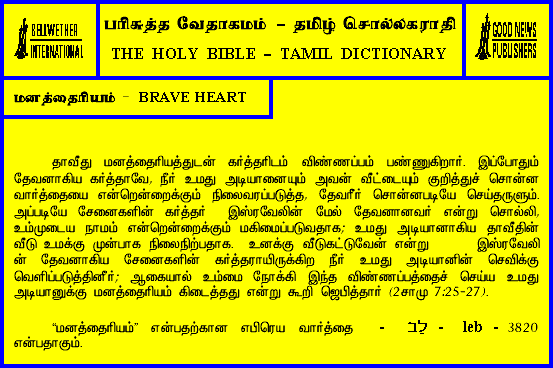 BELLWETHER
INTERNATIONAL
பரிசுத்த வேதாகமம் – தமிழ் சொல்லகராதி
THE HOLY BIBLE – TAMIL DICTIONARY
GOOD NEWS
PUBLISHERS
மனத்தைரியம் – BRAVE HEART
தாவீது மனத்தைரியத்துடன் கர்த்தரிடம் விண்ணப்பம் பண்ணுகிறார். இப்போதும்
தேவனாகிய கர்த்தாவே, நீர் உமது அடியானையும் அவன் வீட்டையும் குறித்துச் சொன்ன
வார்த்தையை என்றென்றைக்கும் நிலைவரப்படுத்த, தேவரீர் சொன்னபடியே செய்தருளும்.
அப்படியே சேனைகளின் கர்த்தர் இஸ்ரவேலின் மேல் தேவனானவர் என்று சொல்லி,
உம்முடைய நாமம் என்றென்றைக்கும் மகிமைப்படுவதாக; உமது அடியானாகிய தாவீதின்
வீடு உமக்கு முன்பாக நிலைநிற்பதாக. உனக்கு வீடுகட்டுவேன் என்று இஸ்ரவேலி
ன் தேவனாகிய சேனைகளின் கர்த்தராயிருக்கிற நீர் உமது அடியானின் செவிக்கு
வெளிப்படுத்தினீர்; ஆகையால் உம்மை நோக்கி இந்த விண்ணப்பத்தைச் செய்ய உமது
அடியானுக்கு மனத்தைரியம் கிடைத்தது என்று கூறி ஜெபித்தார் (2சாமு 7:25-27).
“மனத்தைரியம்” என்பதற்கான எபிரெய வார்த்தை - לֵב - leb - 3820
என்பதாகும்.